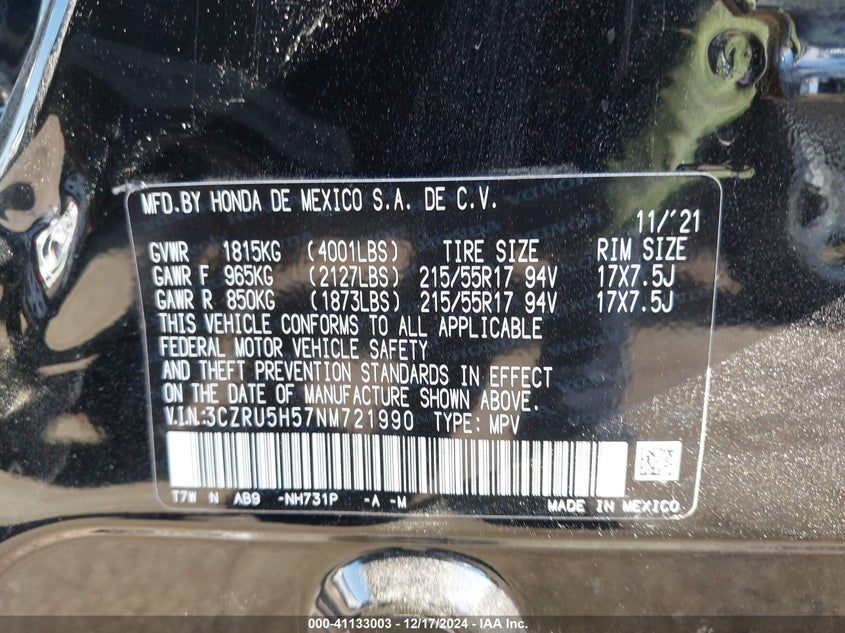 MFD.BY HONDA DE MEXICO S.A. DE C.V.
11/'21
GVWR 1815KG (4001LBS) TIRE SIZE RIM SIZE
GAWR F 965KG (2127LBS) 215/55R17 94V 17X7.5J
GAWR R 850KG (1873LBS) 215/55R17 94V 17X7.5J
THIS VEHICLE CONFORMS TO ALL APPLICABLE
FEDERAL MOTOR VEHICLE SAFETY
AND THEFT PREVENTION STANDARDS IN EFFECT
ON THE DATE OF MANUFACTURE SHOWN ABOVE.
V.I.N:3CZRU5H57NM721990 TYPE: MPV
T7W N AB9 -NH731P -A -M
MADE IN MEXICO
000-41133003 - 12/17/2024 - IAA Inc.